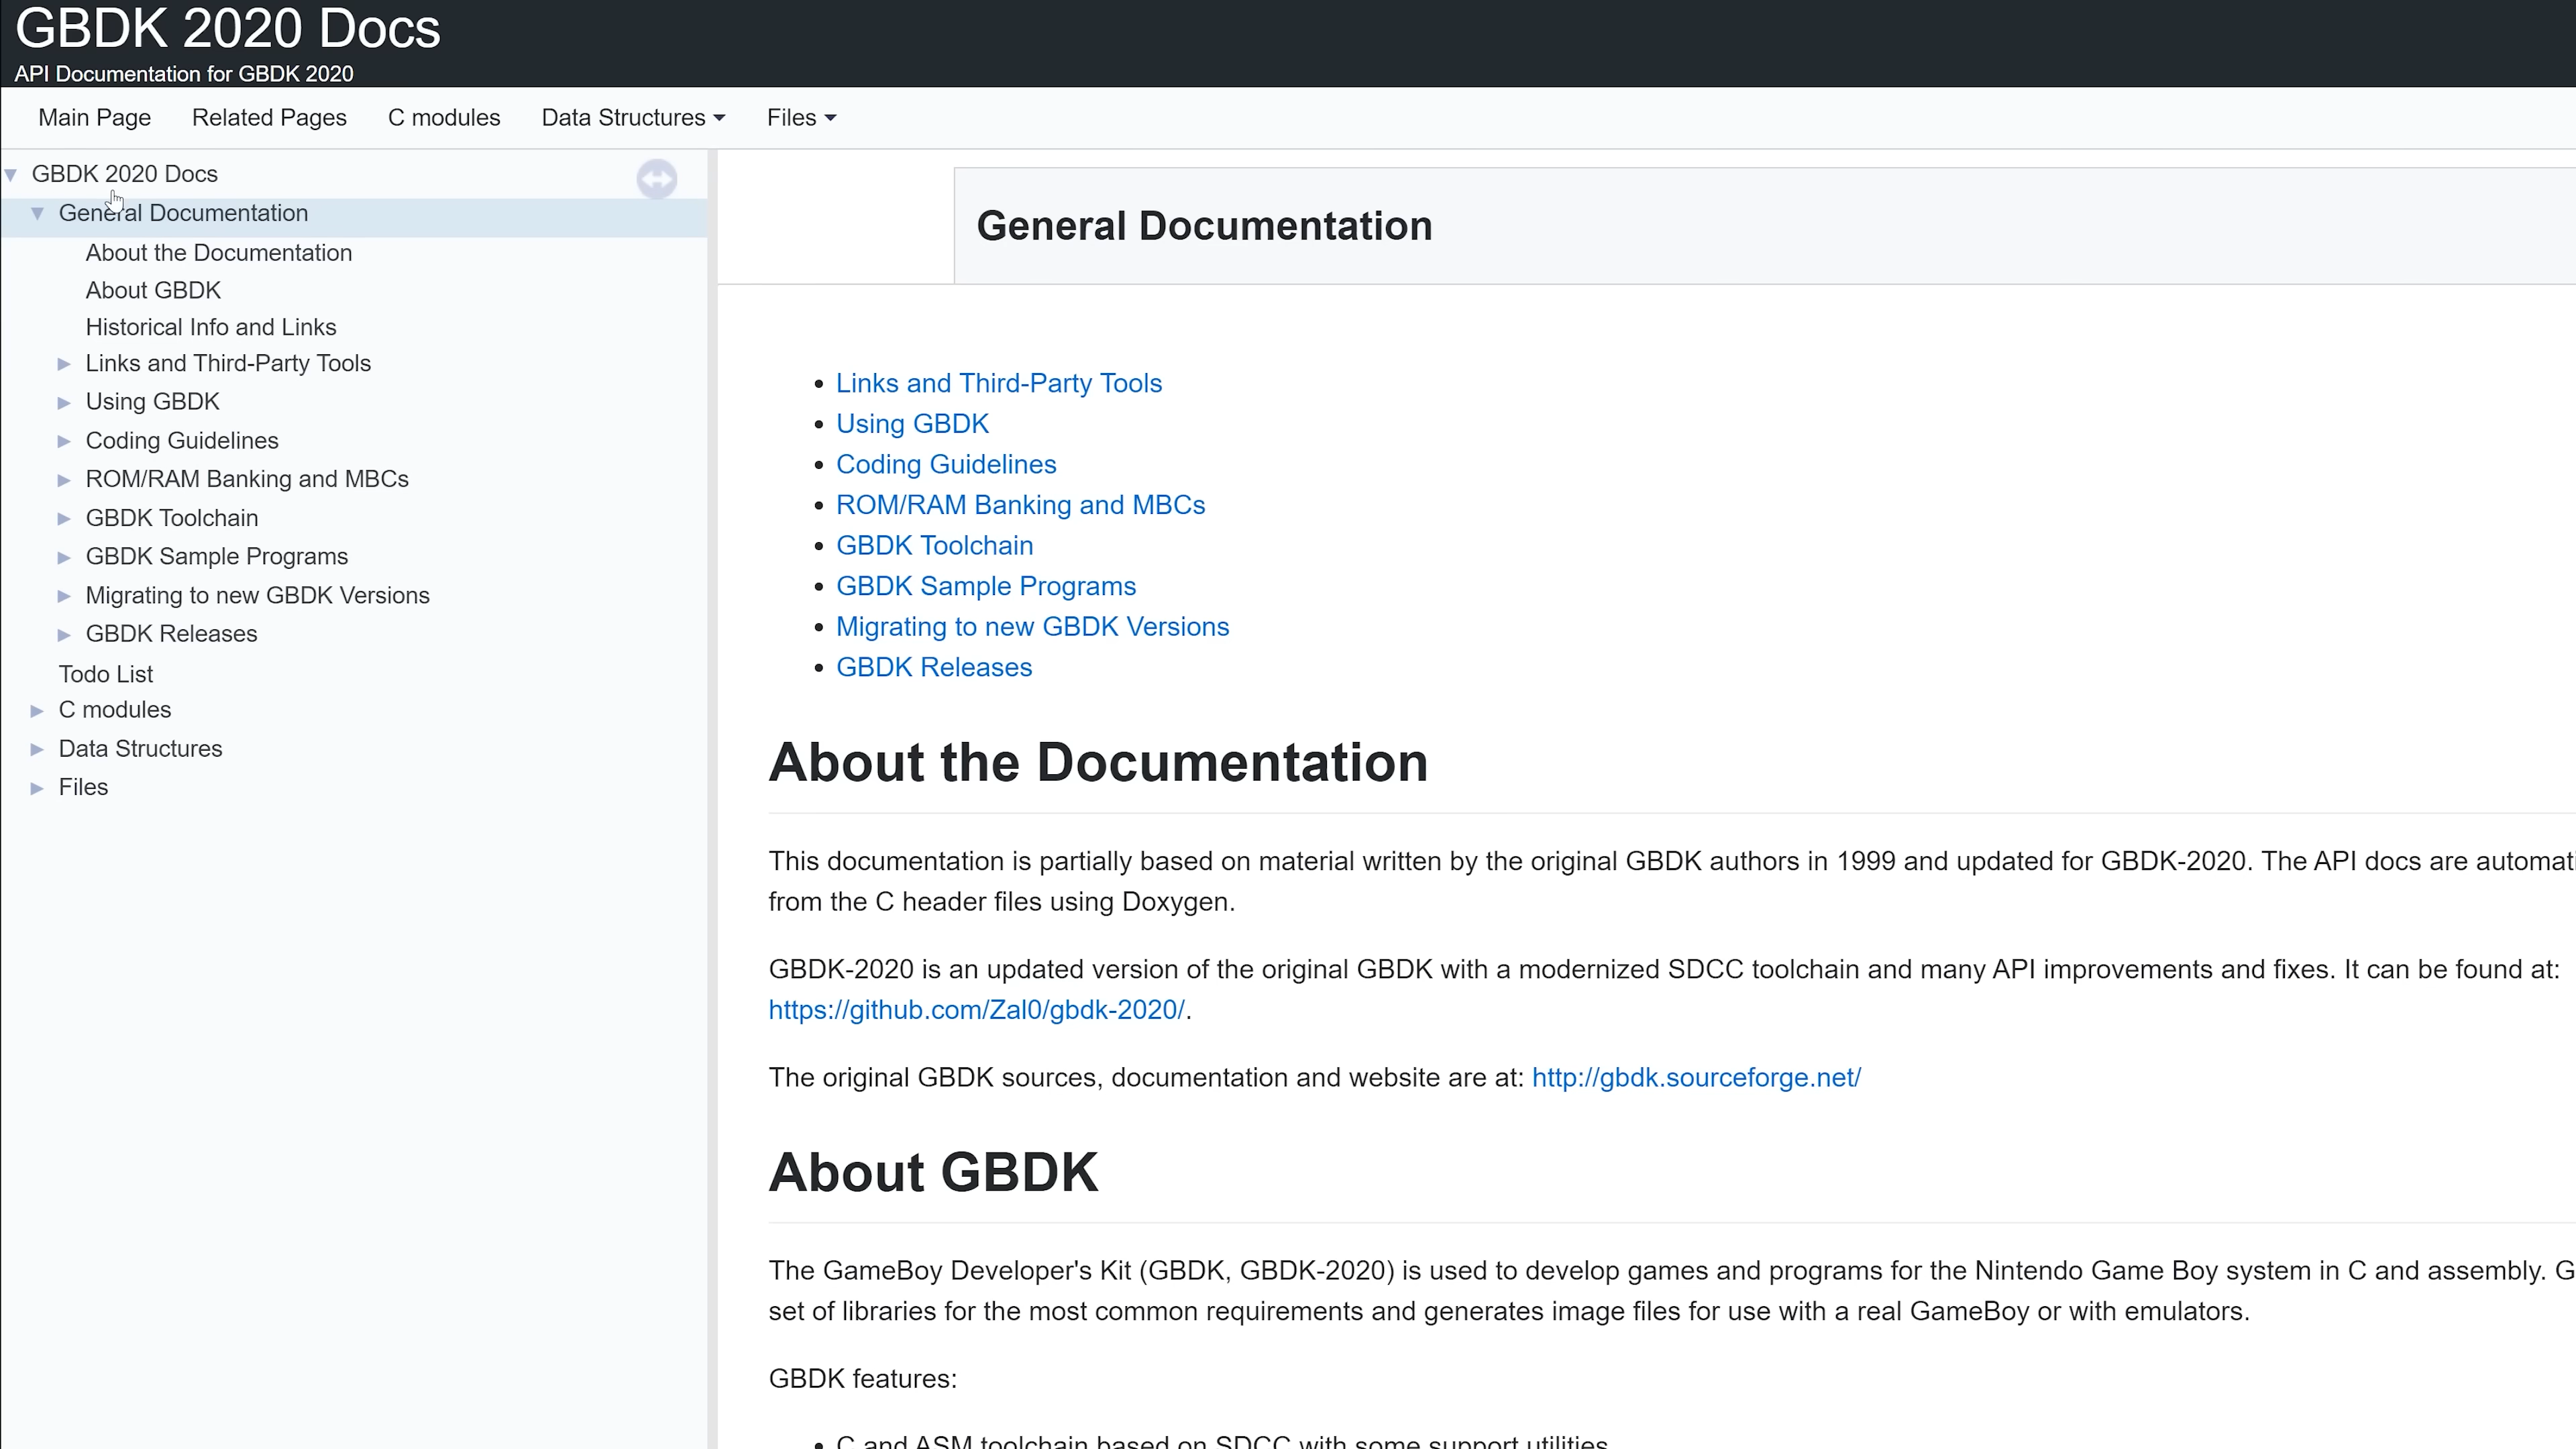 GBDK 2020 Docs
API Documentation for GBDK 2020
Main Page
Related Pages
C modules
Data Structures
Files
GBDK 2020 Docs
General Documentation
About the Documentation
About GBDK
Historical Info and Links
Links and Third-Party Tools
Using GBDK
Coding Guidelines
ROM/RAM Banking and MBCs
GBDK Toolchain
GBDK Sample Programs
Migrating to new GBDK Versions
GBDK Releases
Todo List
C modules
Data Structures
Files
General Documentation
• Links and Third-Party Tools
• Using GBDK
• Coding Guidelines
• ROM/RAM Banking and MBCs
• GBDK Toolchain
• GBDK Sample Programs
• Migrating to new GBDK Versions
• GBDK Releases
About the Documentation
This documentation is partially based on material written by the original GBDK authors in 1999 and updated for GBDK-2020. The API docs are automati
from the C header files using Doxygen.
GBDK-2020 is an updated version of the original GBDK with a modernized SDCC toolchain and many API improvements and fixes. It can be found at:
https://github.com/Zal0/gbdk-2020/.
The original GBDK sources, documentation and website are at: http://gbdk.sourceforge.net/
About GBDK
The GameBoy Developer's Kit (GBDK, GBDK-2020) is used to develop games and programs for the Nintendo Game Boy system in C and assembly. G
set of libraries for the most common requirements and generates image files for use with a real GameBoy or with emulators.
GBDK features:
• C and ASM toolchain based on SDCC with some support utilities